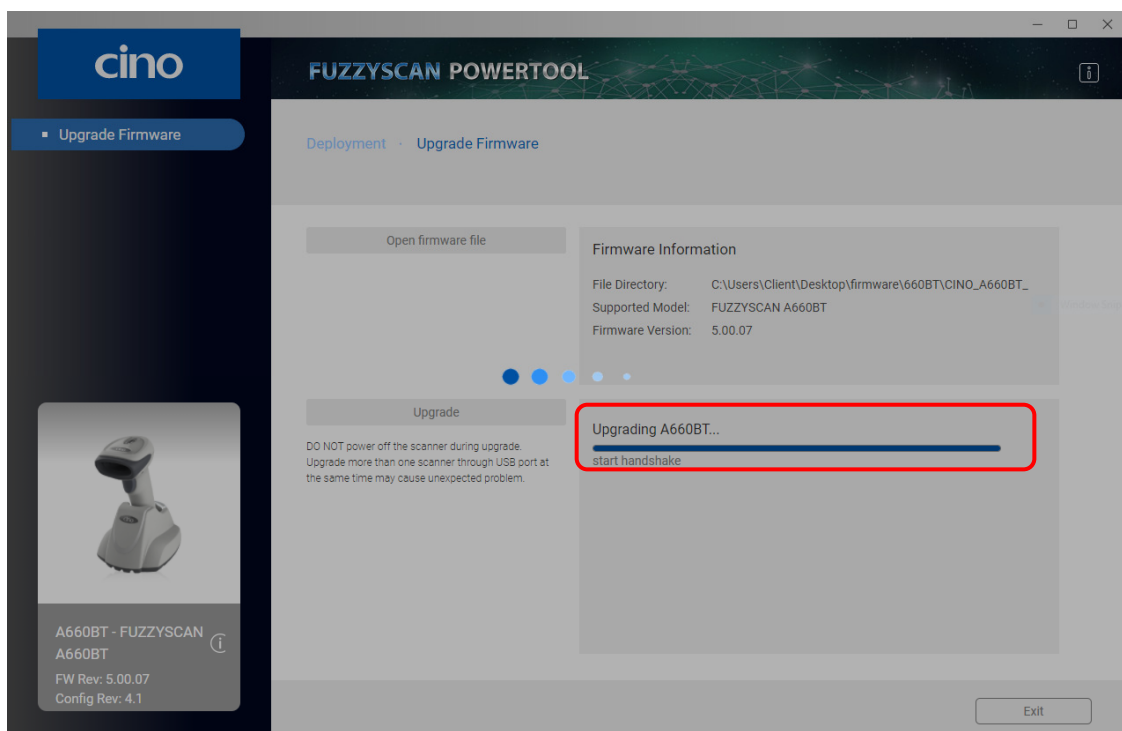 cino
FUZZYSCAN POWERTOOL
Upgrade Firmware
Deployment · Upgrade Firmware
Open firmware file
Firmware Information
File Directory: C:\Users\Client\Desktop\firmware\660BT\CINO_A660BT_
Supported Model: FUZZYSCAN A660BT
Firmware Version: 5.00.07
Upgrade
DO NOT power off the scanner during upgrade.
Upgrade more than one scanner through USB port at
the same time may cause unexpected problem.
Upgrading A660BT...
start handshake
A660BT - FUZZYSCAN
A660BT
FW Rev: 5.00.07
Config Rev: 4.1
Exit